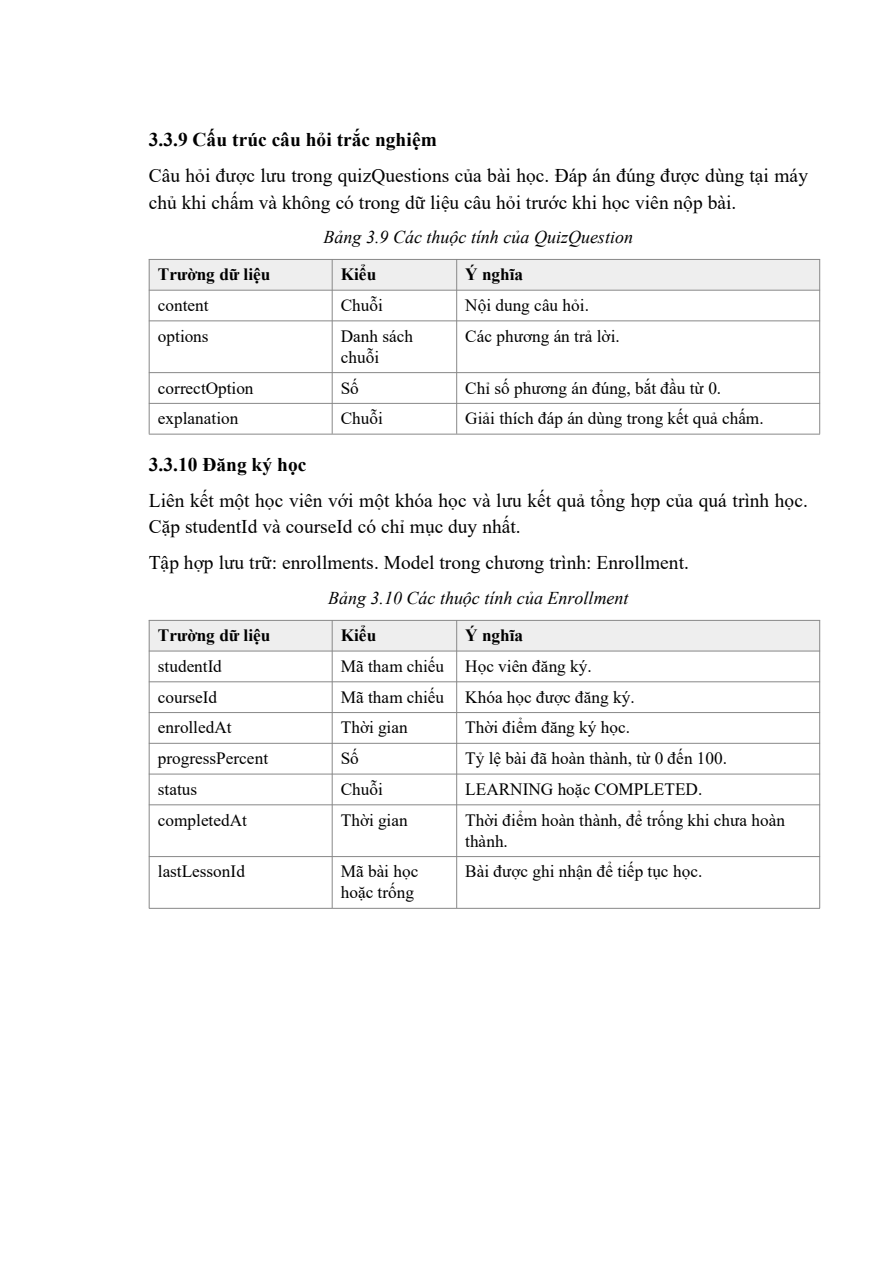 3.3.9 Cấu trúc câu hỏi trắc nghiệm
Câu hỏi được lưu trong quizQuestions của bài học. Đáp án đúng được dùng tại máy
chủ khi chấm và không có trong dữ liệu câu hỏi trước khi học viên nộp bài.
Bảng 3.9 Các thuộc tính của QuizQuestion
Trường dữ liệu Kiểu Ý nghĩa
content Chuỗi Nội dung câu hỏi.
options Danh sách Các phương án trả lời.
chuỗi
correctOption Số Chỉ số phương án đúng, bắt đầu từ 0.
explanation Chuỗi Giải thích đáp án dùng trong kết quả chấm.
3.3.10 Đăng ký học
Liên kết một học viên với một khóa học và lưu kết quả tổng hợp của quá trình học.
Cặp studentId và courseId có chỉ mục duy nhất.
Tập hợp lưu trữ: enrollments. Model trong chương trình: Enrollment.
Bảng 3.10 Các thuộc tính của Enrollment
Trường dữ liệu Kiểu Ý nghĩa
studentId Mã tham chiếu Học viên đăng ký.
courseId Mã tham chiếu Khóa học được đăng ký.
enrolledAt Thời gian Thời điểm đăng ký học.
progressPercent Số Tỷ lệ bài đã hoàn thành, từ 0 đến 100.
status Chuỗi LEARNING hoặc COMPLETED.
completedAt Thời gian Thời điểm hoàn thành, để trống khi chưa hoàn
thành.
lastLessonId Mã bài học Bài được ghi nhận để tiếp tục học.
hoặc trống